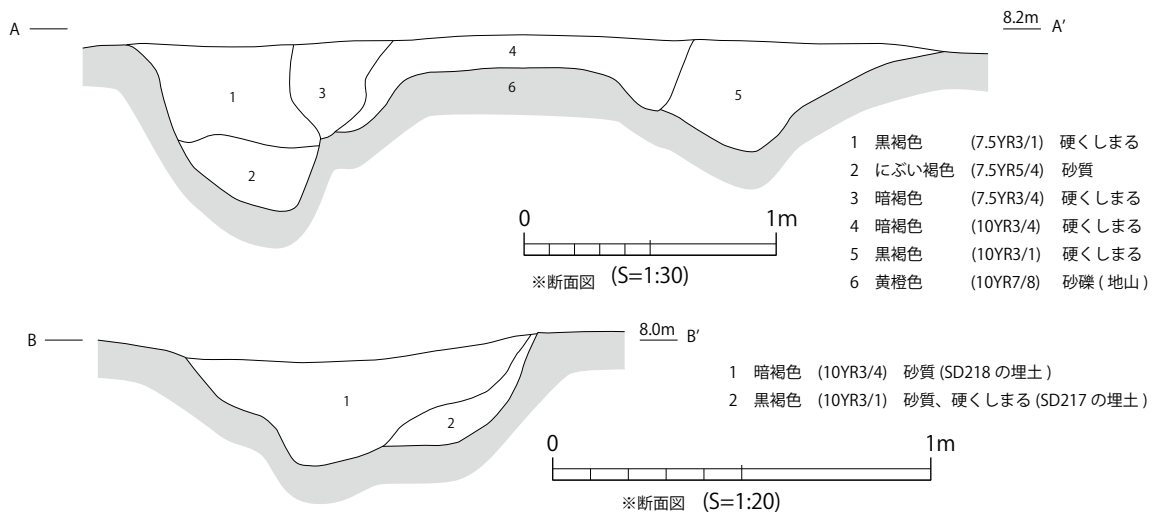 A
8.2m
A′
4
1
3
6
5
2
1 黒褐色 (7.5YR3/1) 硬くしまる
2 にぶい褐色 (7.5YR5/4) 砂質
3 暗褐色 (7.5YR3/4) 硬くしまる
4 暗褐色 (10YR3/4) 硬くしまる
5 黒褐色 (10YR3/1) 硬くしまる
6 黄橙色 (10YR7/8) 砂礫 ( 地山 )
0 1m
※断面図 (S=1:30)
B
8.0m
B′
1
2
1 暗褐色 (10YR3/4) 砂質 (SD218 の埋土 )
2 黒褐色 (10YR3/1) 砂質、硬くしまる (SD217 の埋土 )
0 1m
※断面図 (S=1:20)